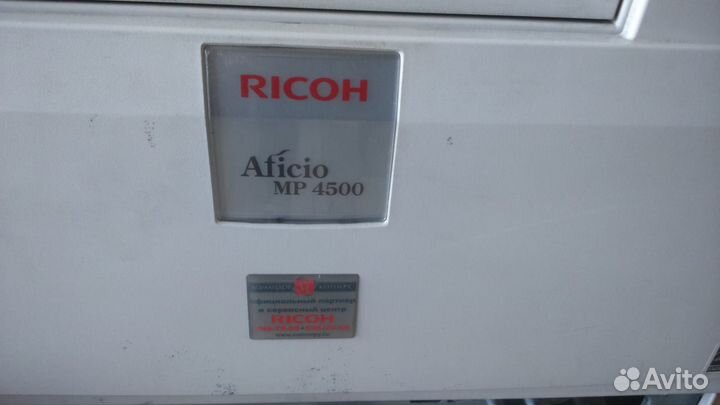 RICOH
Aficio
MP 4500
официальный партнер
и сервисный центр
RICOH
Avito